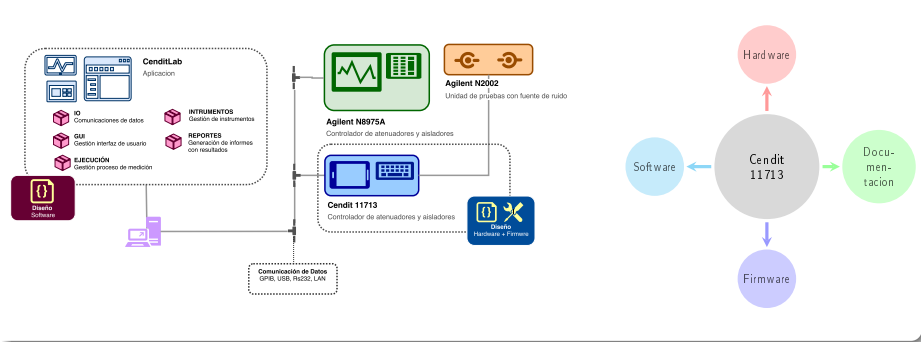 CenditLab
Aplicacion
IO
Comunicaciones de datos
GUI
Gestión interfaz de usuario
EJECUCIÓN
Gestión proceso de medición
INTRUMENTOS
Gestión de instrumentos
REPORTES
Generación de informes
con resultados
{}
Diseño
Software
Agilent N8975A
Controlador de atenuadores y aisladores
Agilent N2002
Unidad de pruebas con fuente de ruido
Cendit 11713
Controlador de atenuadores y aisladores
{}
Diseño
Hardware + Firmwere
Comunicación de Datos
GPIB, USB, Rs232, LAN
Hardware
Software
Cendit
11713
Docu-
men-
tacion
Firmware